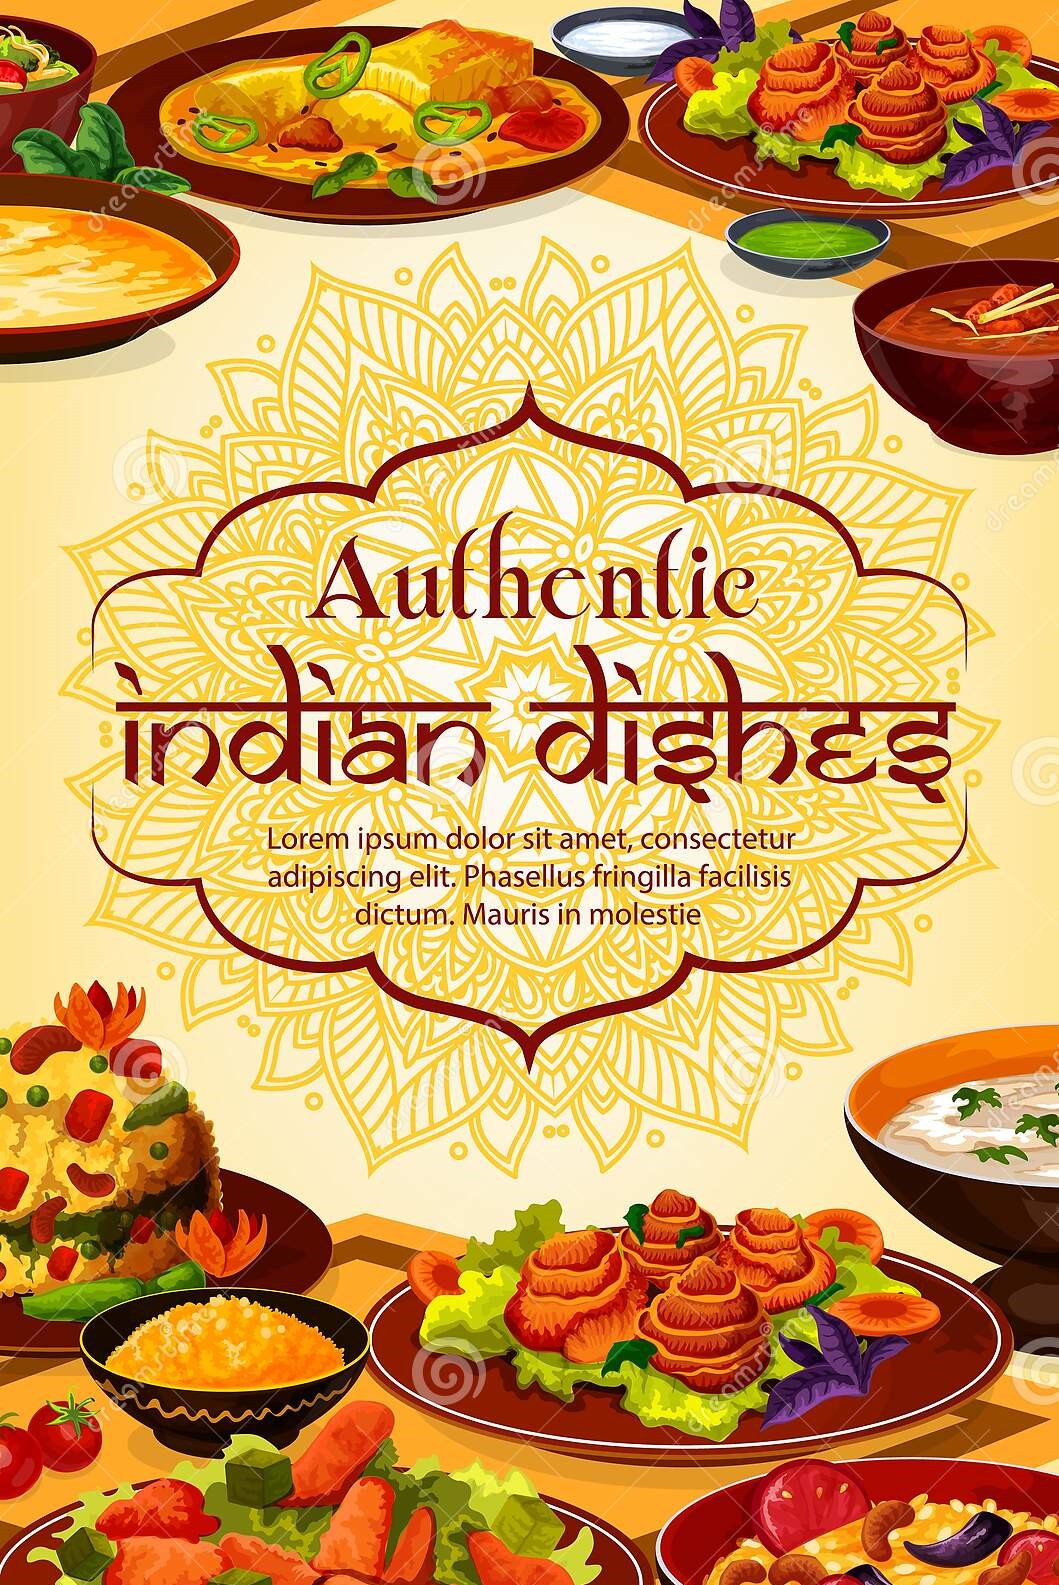 Authentic
indian dishes
Lorem ipsum dolor sit amet, consectetur
adipiscing elit. Phasellus fringilla facilisis
dictum. Mauris in molestie